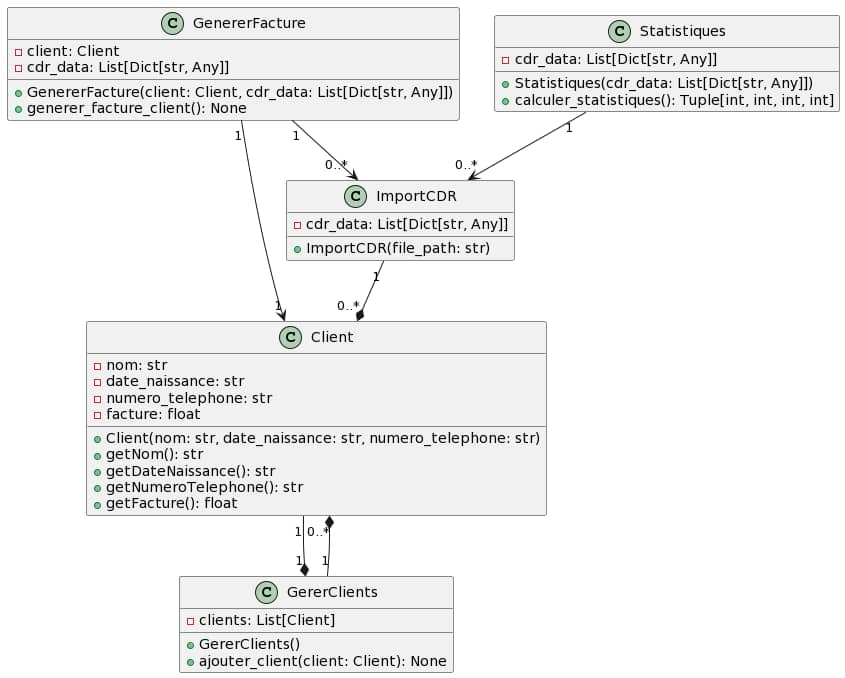 C GenererFacture
client: Client
cdr_data: List[Dict[str, Any]]
GenererFacture(client: Client, cdr_data: List[Dict[str, Any]])
generer_facture_client(): None
C Statistiques
cdr_data: List[Dict[str, Any]]
Statistiques(cdr_data: List[Dict[str, Any]])
calculer_statistiques(): Tuple[int, int, int, int]
1
1
1
0..*
0..*
C ImportCDR
cdr_data: List[Dict[str, Any]]
ImportCDR(file_path: str)
1
1
0..*
C Client
nom: str
date_naissance: str
numero_telephone: str
facture: float
Client(nom: str, date_naissance: str, numero_telephone: str)
getNom(): str
getDateNaissance(): str
getNumeroTelephone(): str
getFacture(): float
1
0..*
1
1
C GererClients
clients: List[Client]
GererClients()
ajouter_client(client: Client): None